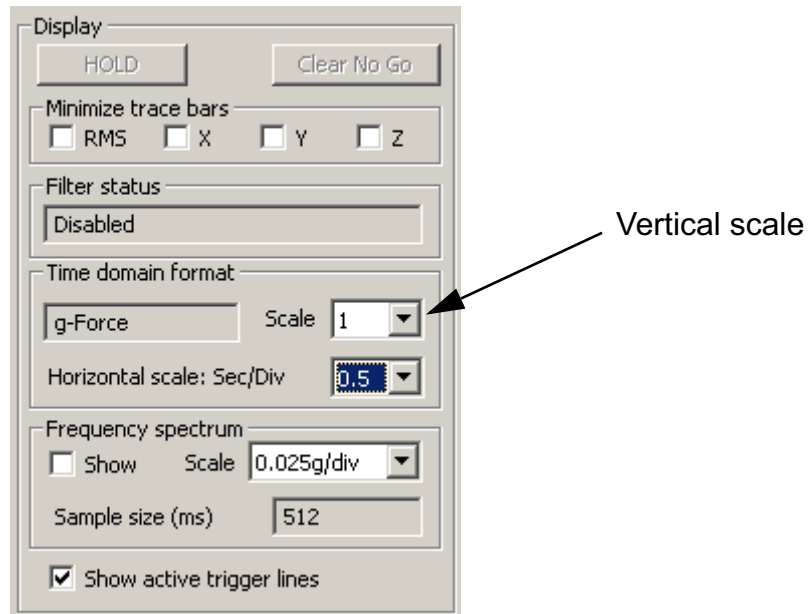 Display
HOLD Clear No Go
Minimize trace bars
RMS X Y Z
Filter status
Disabled
Vertical scale
Time domain format
g-Force Scale 1
Horizontal scale: Sec/Div 0.5
Frequency spectrum
Show Scale 0.025g/div
Sample size (ms) 512
Show active trigger lines